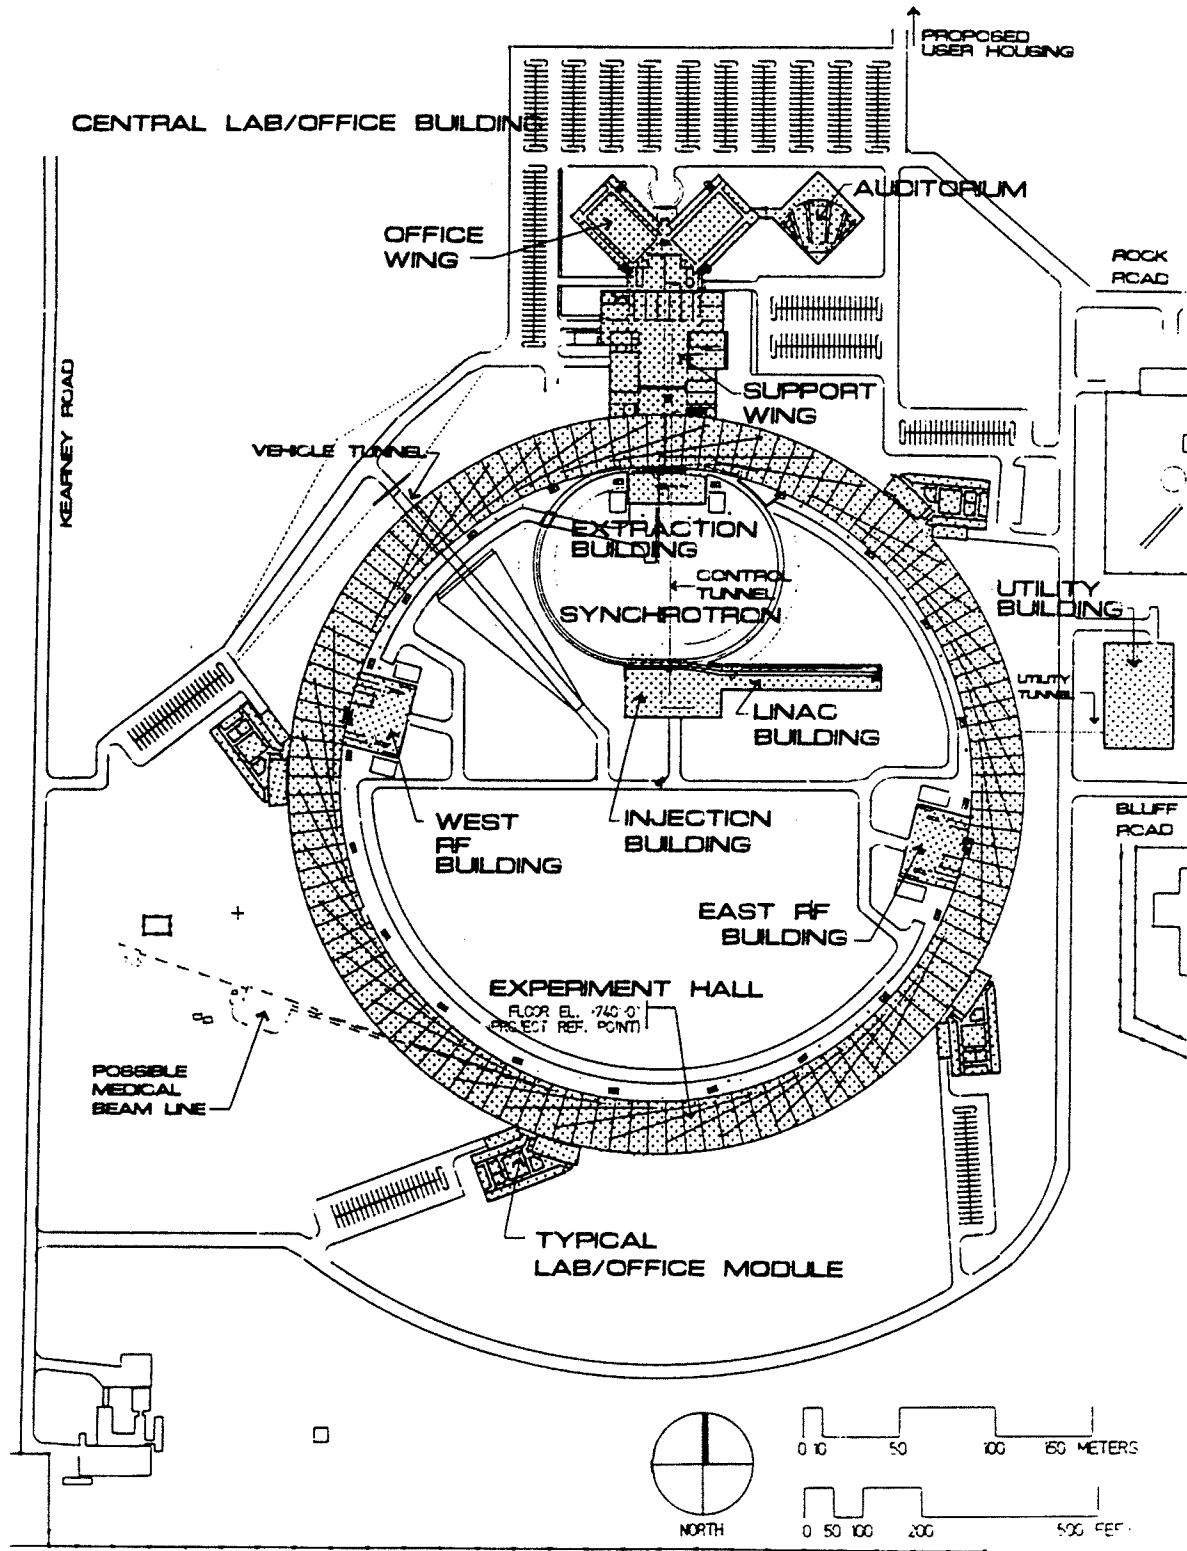 PROPOSED
USER HOUSING
CENTRAL LAB/OFFICE BUILDING
AUDITORIUM
OFFICE
WING
ROCK
ROAD
KEARNEY ROAD
SUPPORT
WING
VEHICLE TUNNEL
EXTRACTION
BUILDING
CONTROL
TUNNEL
SYNCHROTRON
UTILITY
BUILDING
UTILITY
TUNNEL
LINAC
BUILDING
WEST
RF
BUILDING
INJECTION
BUILDING
BLUFF
ROAD
EAST RF
BUILDING
EXPERIMENT HALL
FLOOR EL.
PROJECT REF. POINT)
POSSIBLE
MEDICAL
BEAM LINE
TYPICAL
LAB/OFFICE MODULE
0 10 50 100 150 METERS
NORTH
0 50 100 200 500 FEET